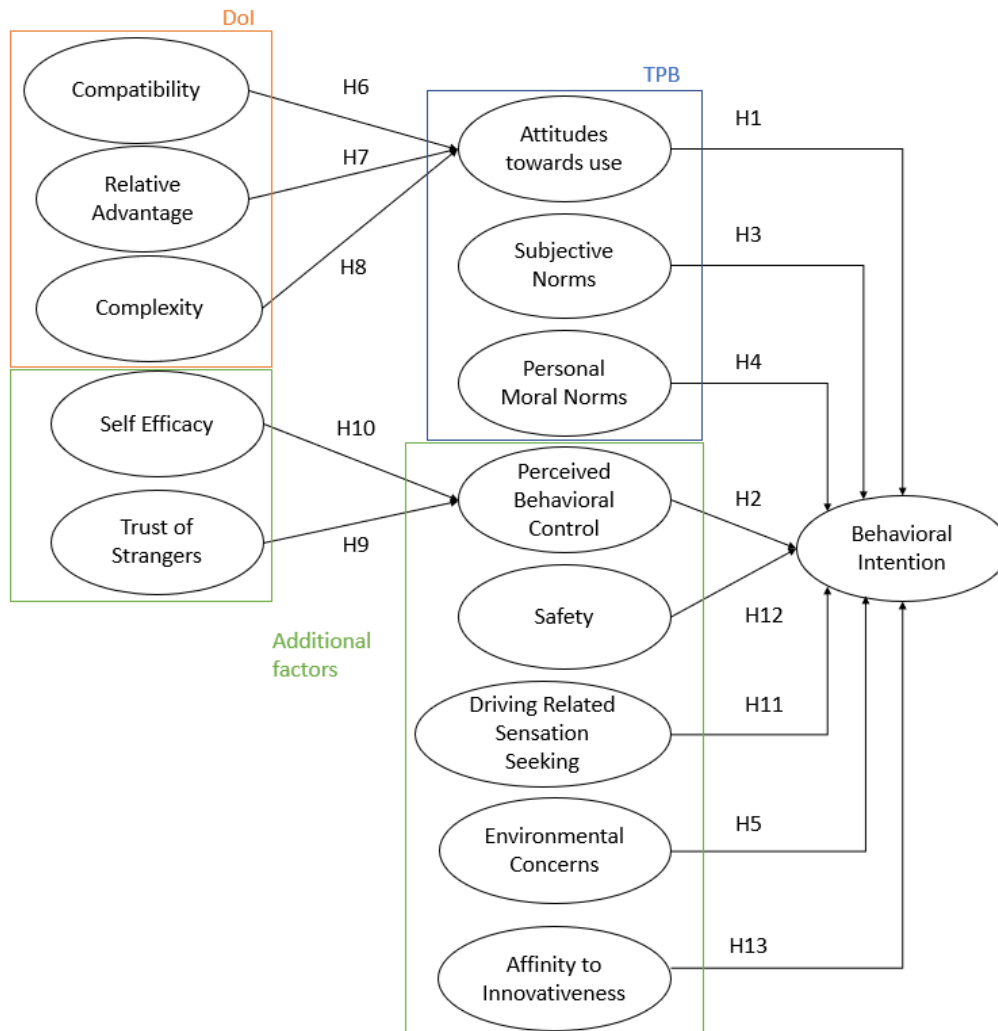 DoI
Compatibility
H6
Relative
Advantage
H7
Complexity
H8
TPB
Attitudes
towards use
H1
Subjective
Norms
H3
Personal
Moral Norms
H4
Self Efficacy
H10
Trust of
Strangers
H9
Additional
factors
Perceived
Behavioral
Control
H2
Safety
H12
Driving Related
Sensation
Seeking
H11
Environmental
Concerns
H5
Affinity to
Innovativeness
H13
Behavioral
Intention